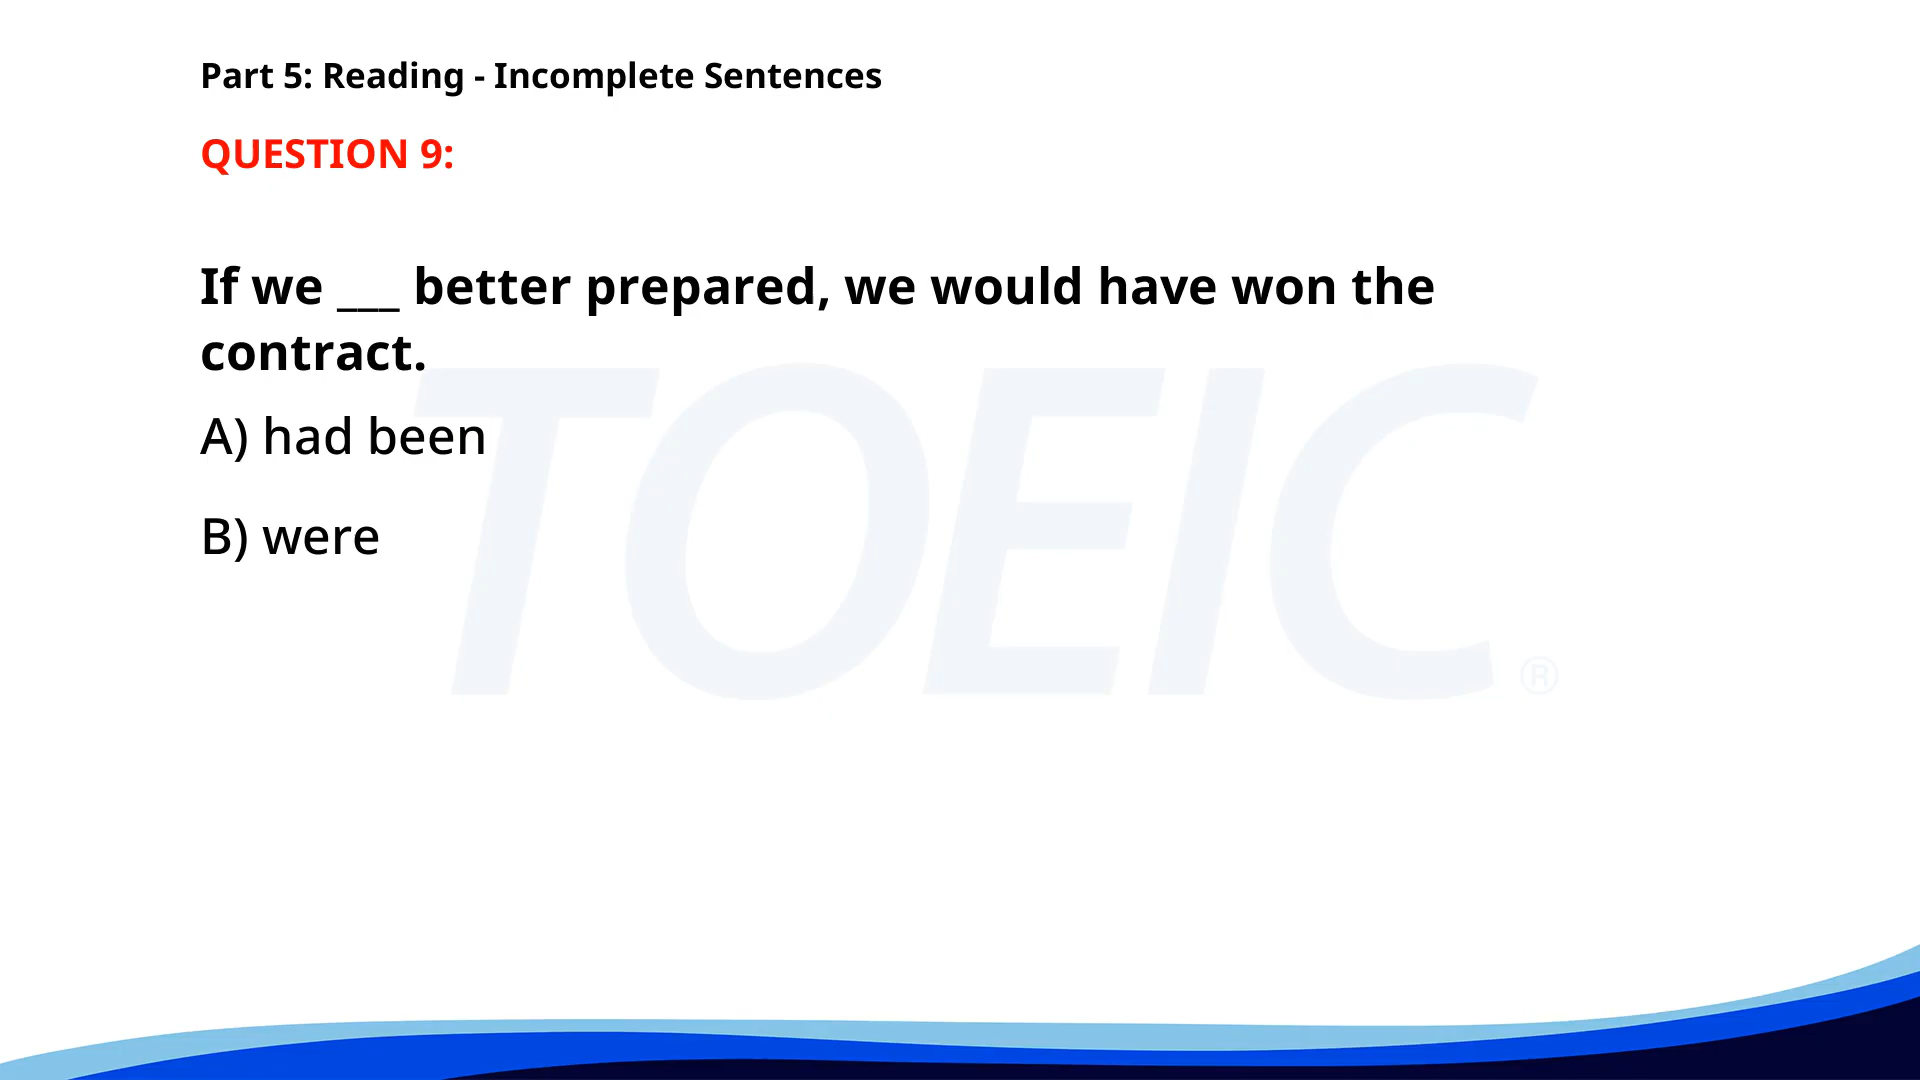 Part 5: Reading - Incomplete Sentences
QUESTION 9:
If we ___ better prepared, we would have won the
contract.
A) had been
B) were
TOEIC®